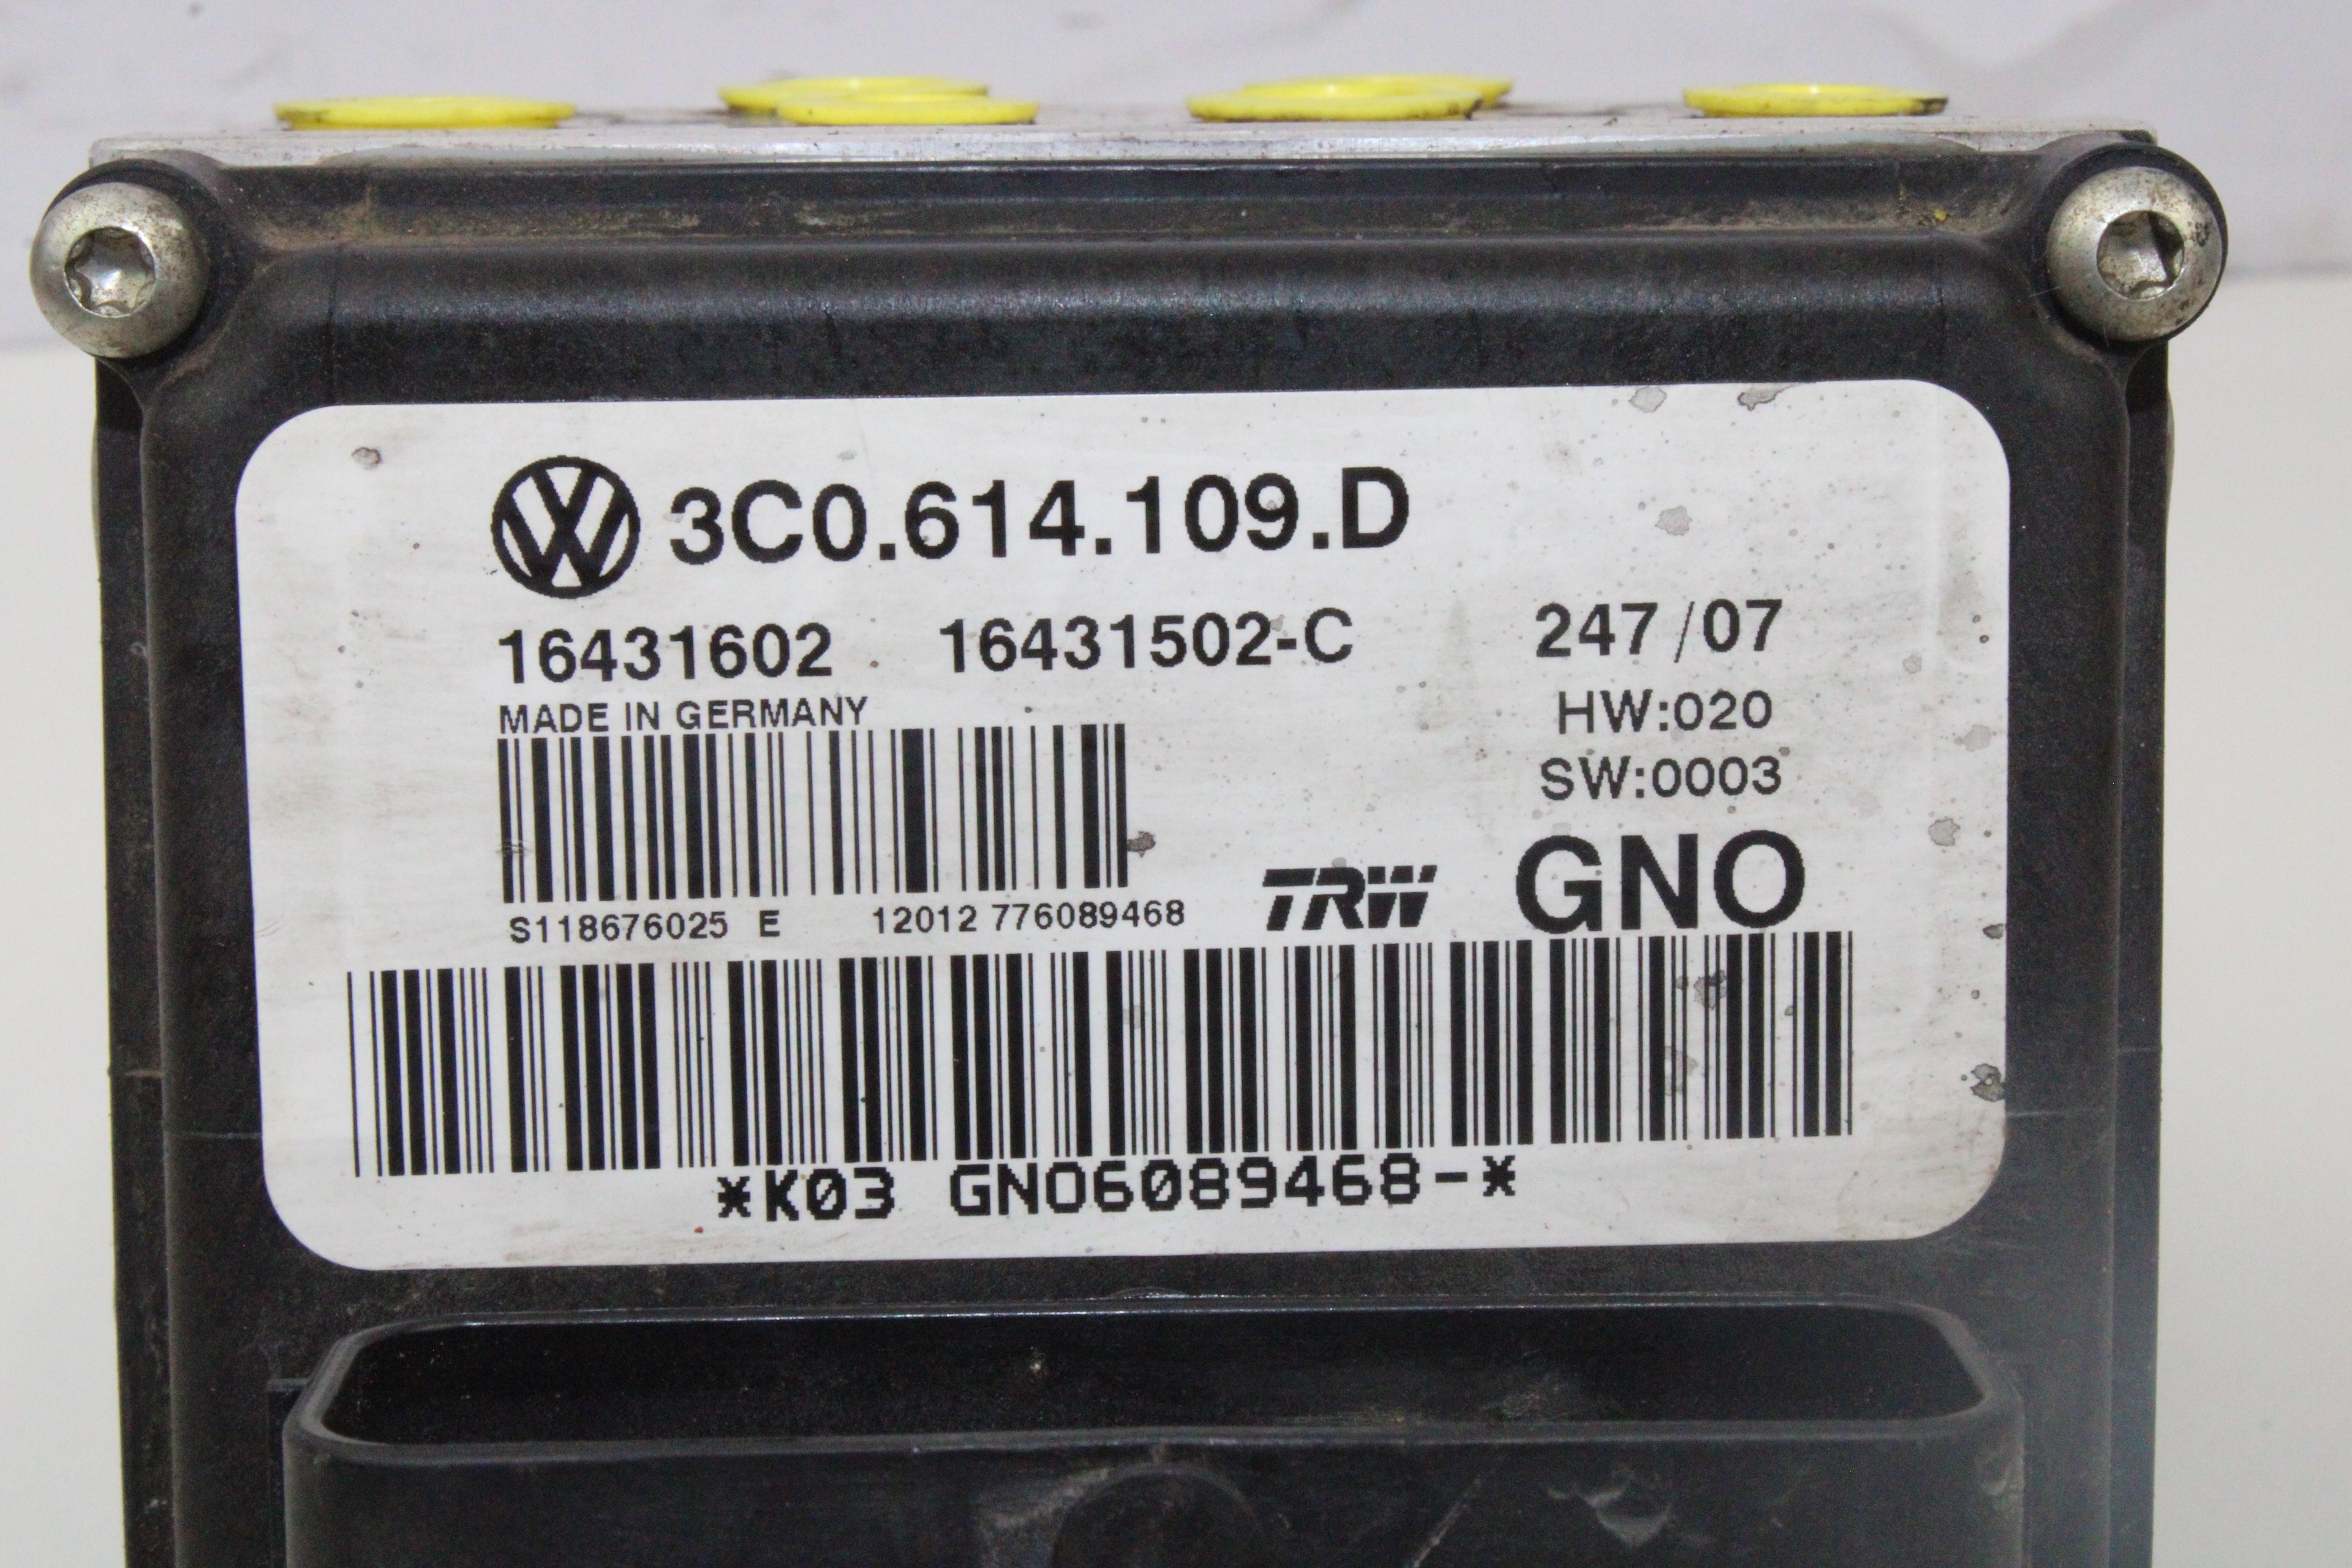 3C0.614.109.D
16431602 16431502-C 247/07
MADE IN GERMANY HW:020
SW:0003
TRW GNO
S118676025 E 12012 776089468
*K03 GNO6089468-*